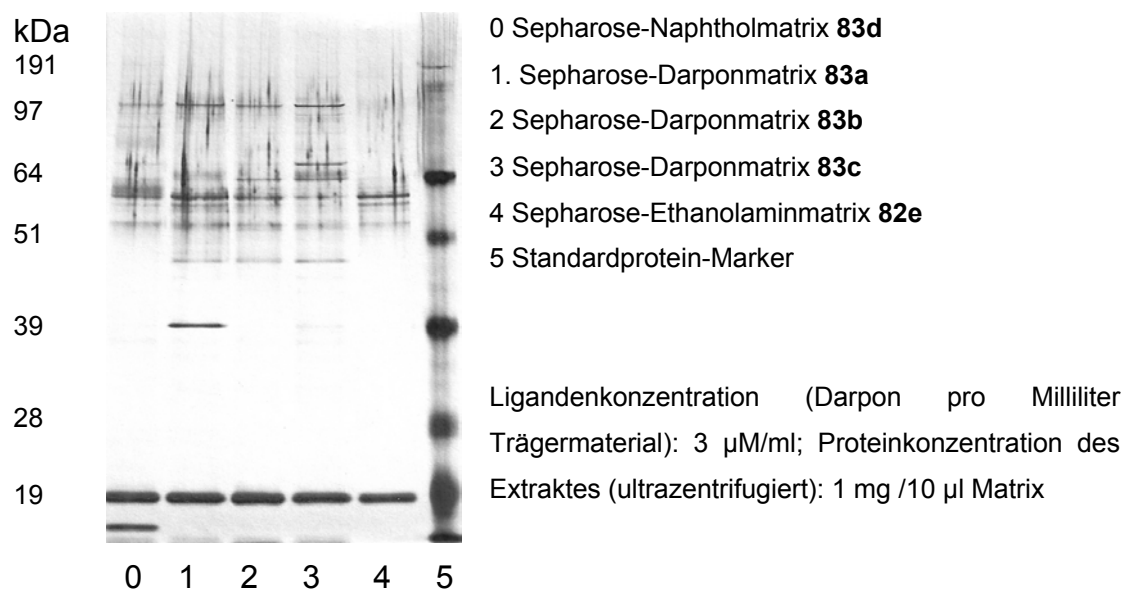 kDa
191
97
64
51
39
28
19
0 1 2 3 4 5
0 Sepharose-Naphtholmatrix 83d
1. Sepharose-Darponmatrix 83a
2 Sepharose-Darponmatrix 83b
3 Sepharose-Darponmatrix 83c
4 Sepharose-Ethanolaminmatrix 82e
5 Standardprotein-Marker
Ligandenkonzentration (Darpon pro Milliliter
Trägermaterial): 3 µM/ml; Proteinkonzentration des
Extraktes (ultrazentrifugiert): 1 mg /10 µl Matrix